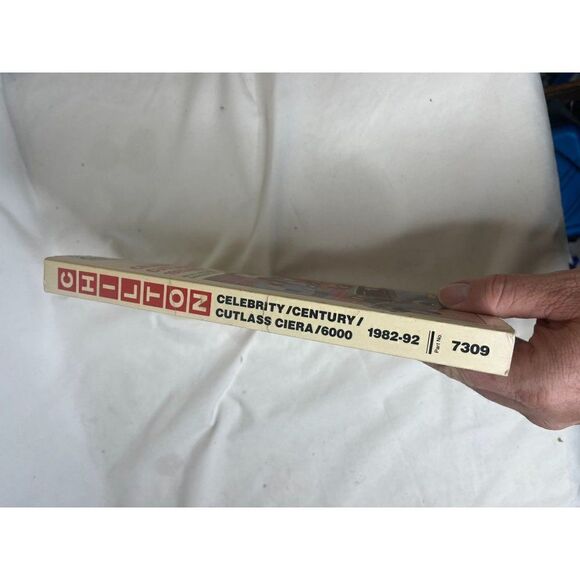 CHILTON
CELEBRITY/CENTURY/
CUTLASS CIERA/6000
1982-92
Part No
7309